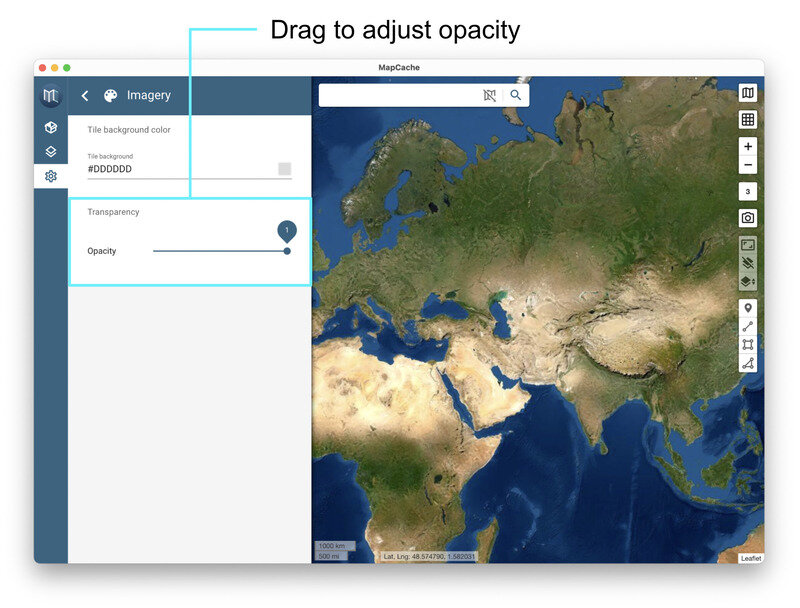 Drag to adjust opacity
MapCache
Imagery
Tile background color
Tile background
#DDDDDD
Transparency
1
Opacity
+
−
3
1000 km
500 mi
Lat, Lng: 48.574790, 1.582031
Leaflet